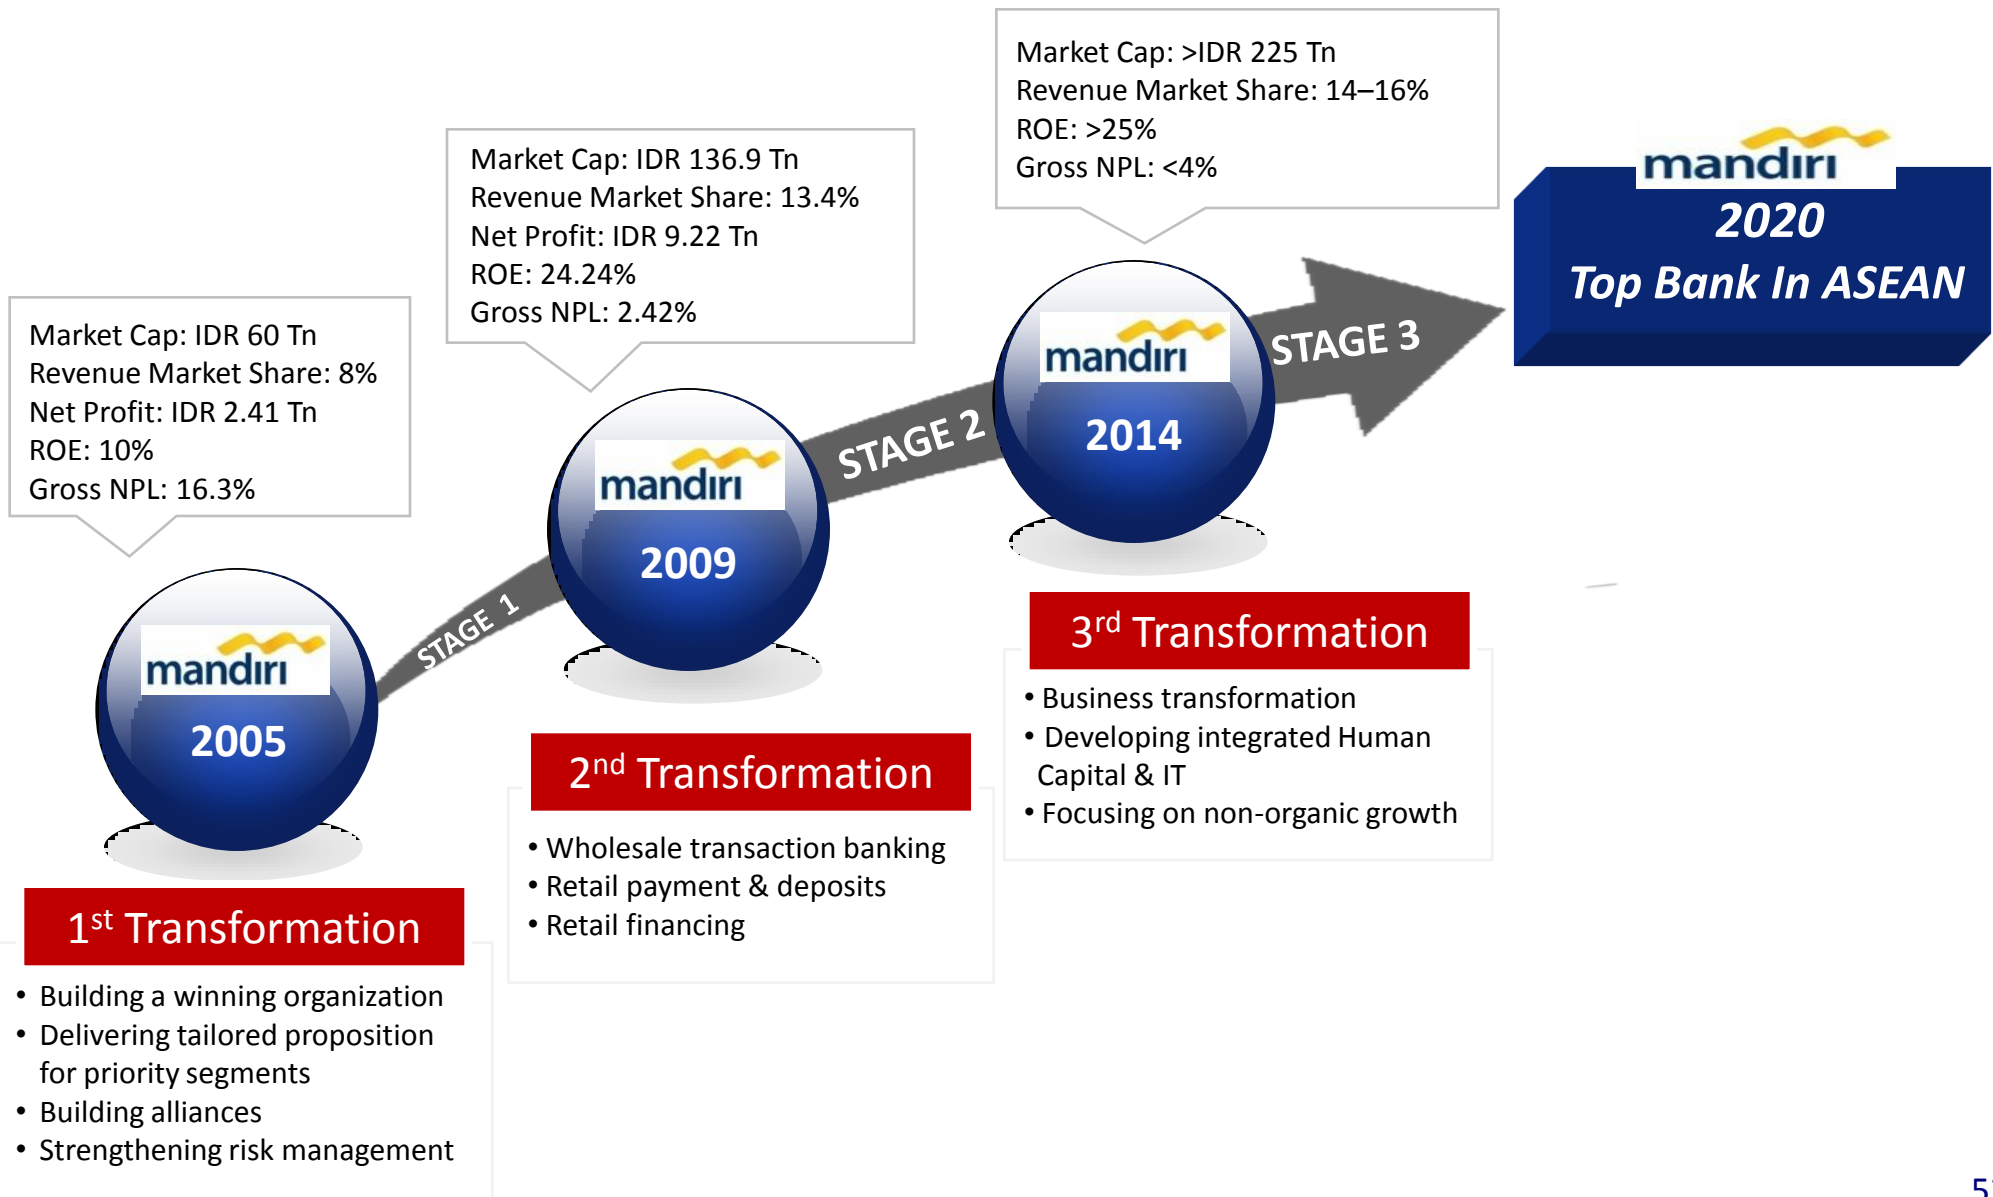 Market Cap: IDR 60 Tn
Revenue Market Share: 8%
Net Profit: IDR 2.41 Tn
ROE: 10%
Gross NPL: 16.3%
mandırı
2005
1st Transformation
• Building a winning organization
• Delivering tailored proposition
for priority segments
• Building alliances
• Strengthening risk management
STAGE 1
Market Cap: IDR 136.9 Tn
Revenue Market Share: 13.4%
Net Profit: IDR 9.22 Tn
ROE: 24.24%
Gross NPL: 2.42%
mandırı
2009
2nd Transformation
• Wholesale transaction banking
• Retail payment & deposits
• Retail financing
STAGE 2
Market Cap: >IDR 225 Tn
Revenue Market Share: 14–16%
ROE: >25%
Gross NPL: <4%
mandırı
2014
3rd Transformation
• Business transformation
• Developing integrated Human
Capital & IT
• Focusing on non-organic growth
STAGE 3
mandırı
2020
Top Bank In ASEAN